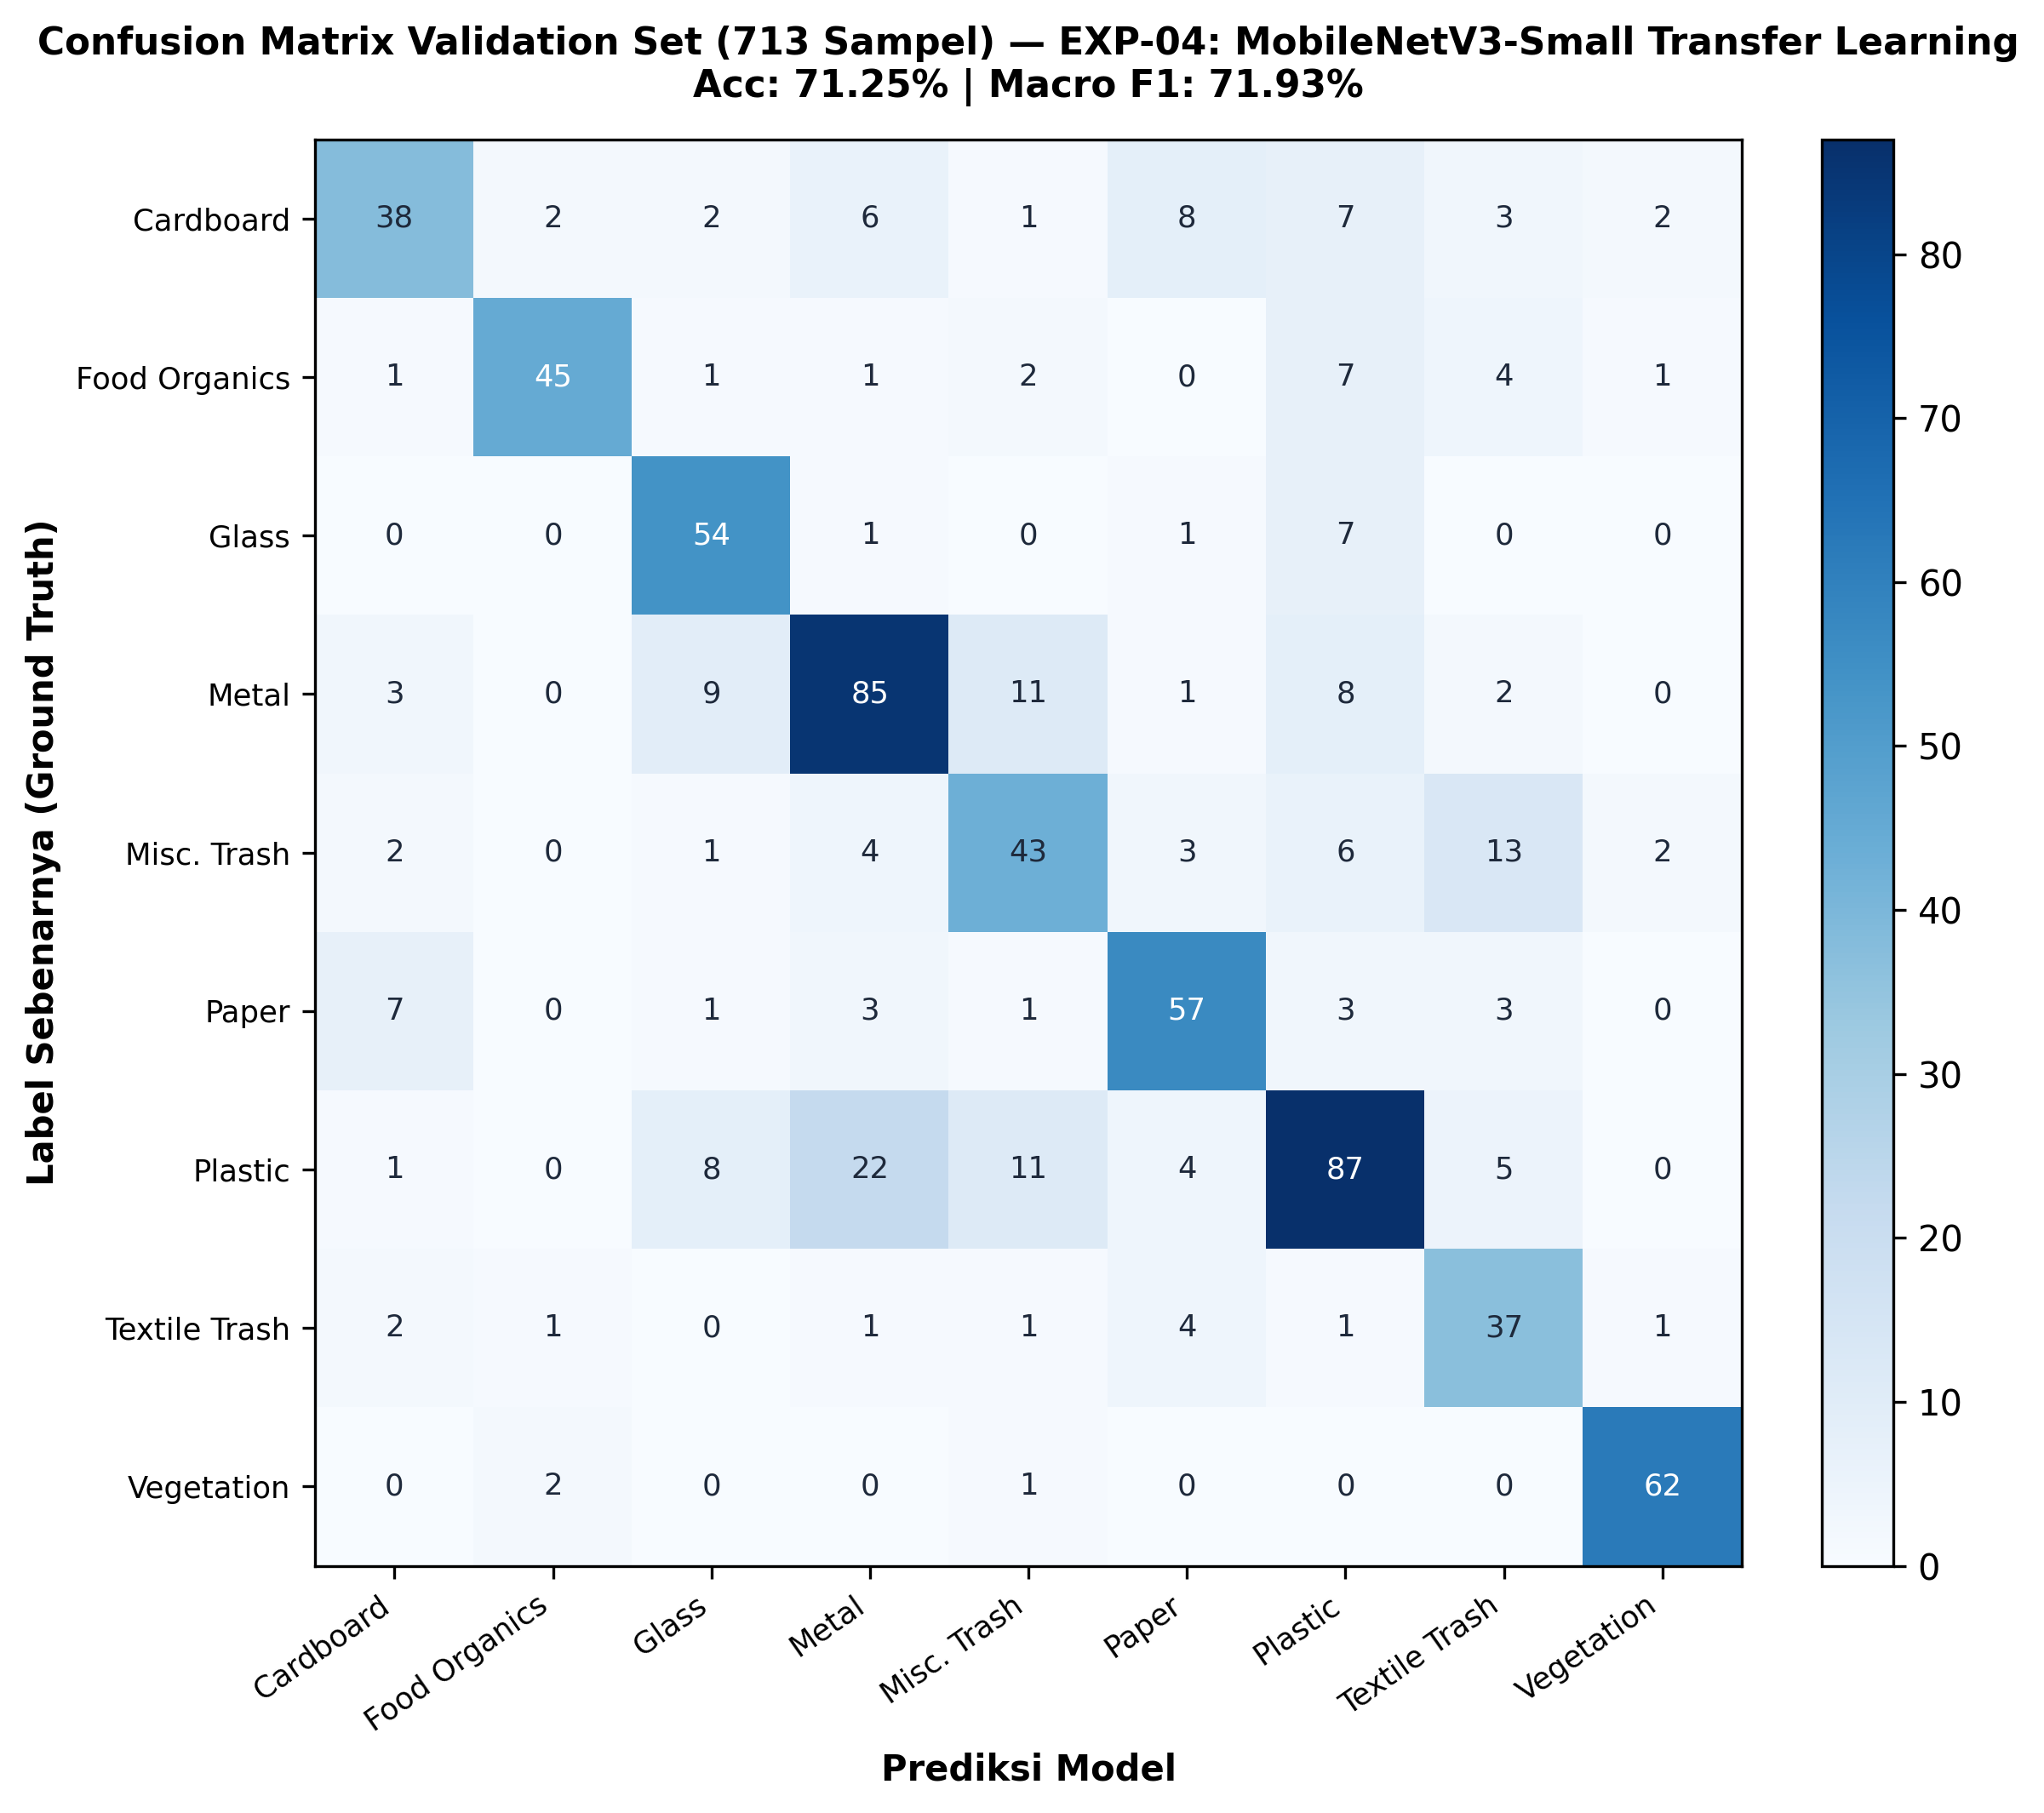 Confusion Matrix Validation Set (713 Sampel) — EXP-04: MobileNetV3-Small Transfer Learning
Acc: 71.25% | Macro F1: 71.93%
Label Sebenarnya (Ground Truth)
Cardboard 38 2 2 6 1 8 7 3 2
Food Organics 1 45 1 1 2 0 7 4 1
Glass 0 0 54 1 0 1 7 0 0
Metal 3 0 9 85 11 1 8 2 0
Misc. Trash 2 0 1 4 43 3 6 13 2
Paper 7 0 1 3 1 57 3 3 0
Plastic 1 0 8 22 11 4 87 5 0
Textile Trash 2 1 0 1 1 4 1 37 1
Vegetation 0 2 0 0 1 0 0 0 62
Cardboard Food Organics Glass Metal Misc. Trash Paper Plastic Textile Trash Vegetation
Prediksi Model
80
70
60
50
40
30
20
10
0